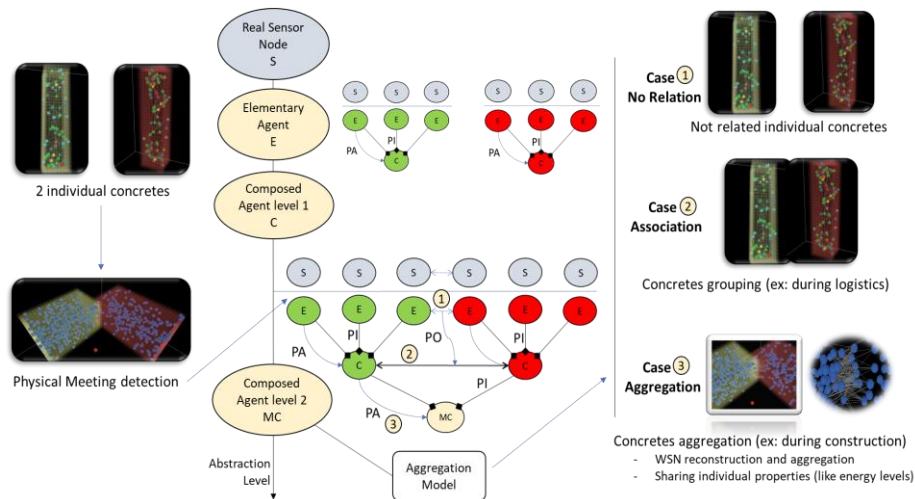 2 individual concretes
Physical Meeting detection
Real Sensor
Node
S
Elementary
Agent
E
Composed
Agent level 1
C
Composed
Agent level 2
MC
Abstraction
Level
S S S
E E E
PI
PA
C
S S S
E E E
PI
PA
C
S S S S S S
1
E E E E E E
PI PO PI
PA 2
C C
PI
PA
3
MC
Aggregation
Model
Case 1
No Relation
Not related individual concretes
Case 2
Association
Concretes grouping (ex: during logistics)
Case 3
Aggregation
Concretes aggregation (ex: during construction)
- WSN reconstruction and aggregation
- Sharing individual properties (like energy levels)